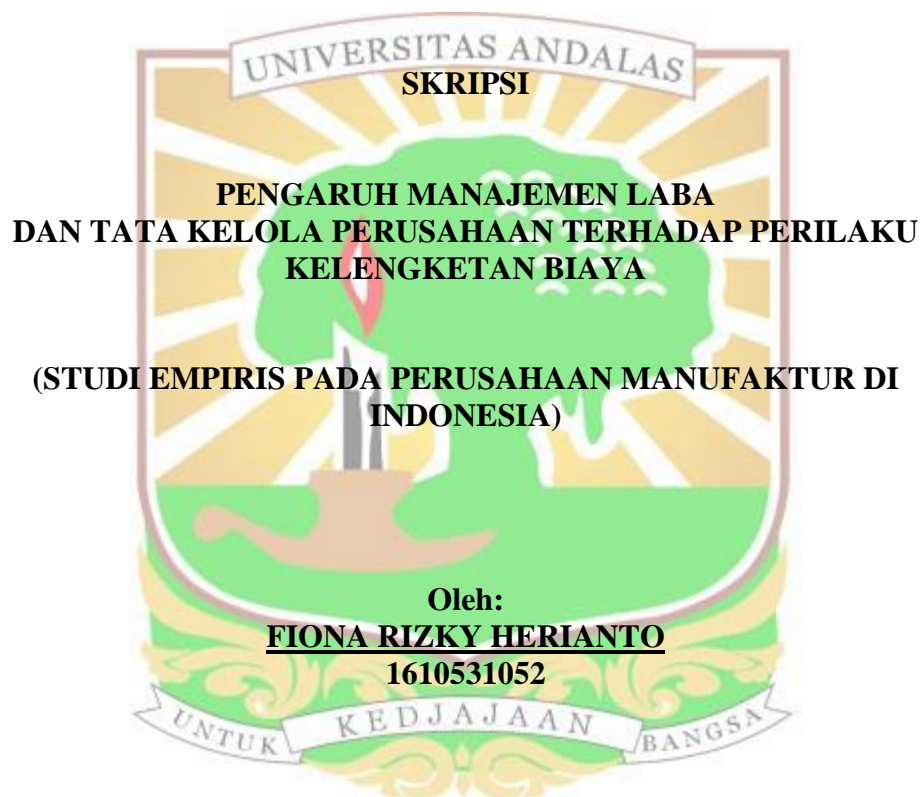 UNIVERSITAS ANDALAS
SKRIPSI
PENGARUH MANAJEMEN LABA
DAN TATA KELOLA PERUSAHAAN TERHADAP PERILAKU
KELENGKETAN BIAYA
(STUDI EMPIRIS PADA PERUSAHAAN MANUFAKTUR DI
INDONESIA)
Oleh:
FIONA RIZKY HERIANTO
1610531052
UNTUK KEDJAJAAN BANGSA